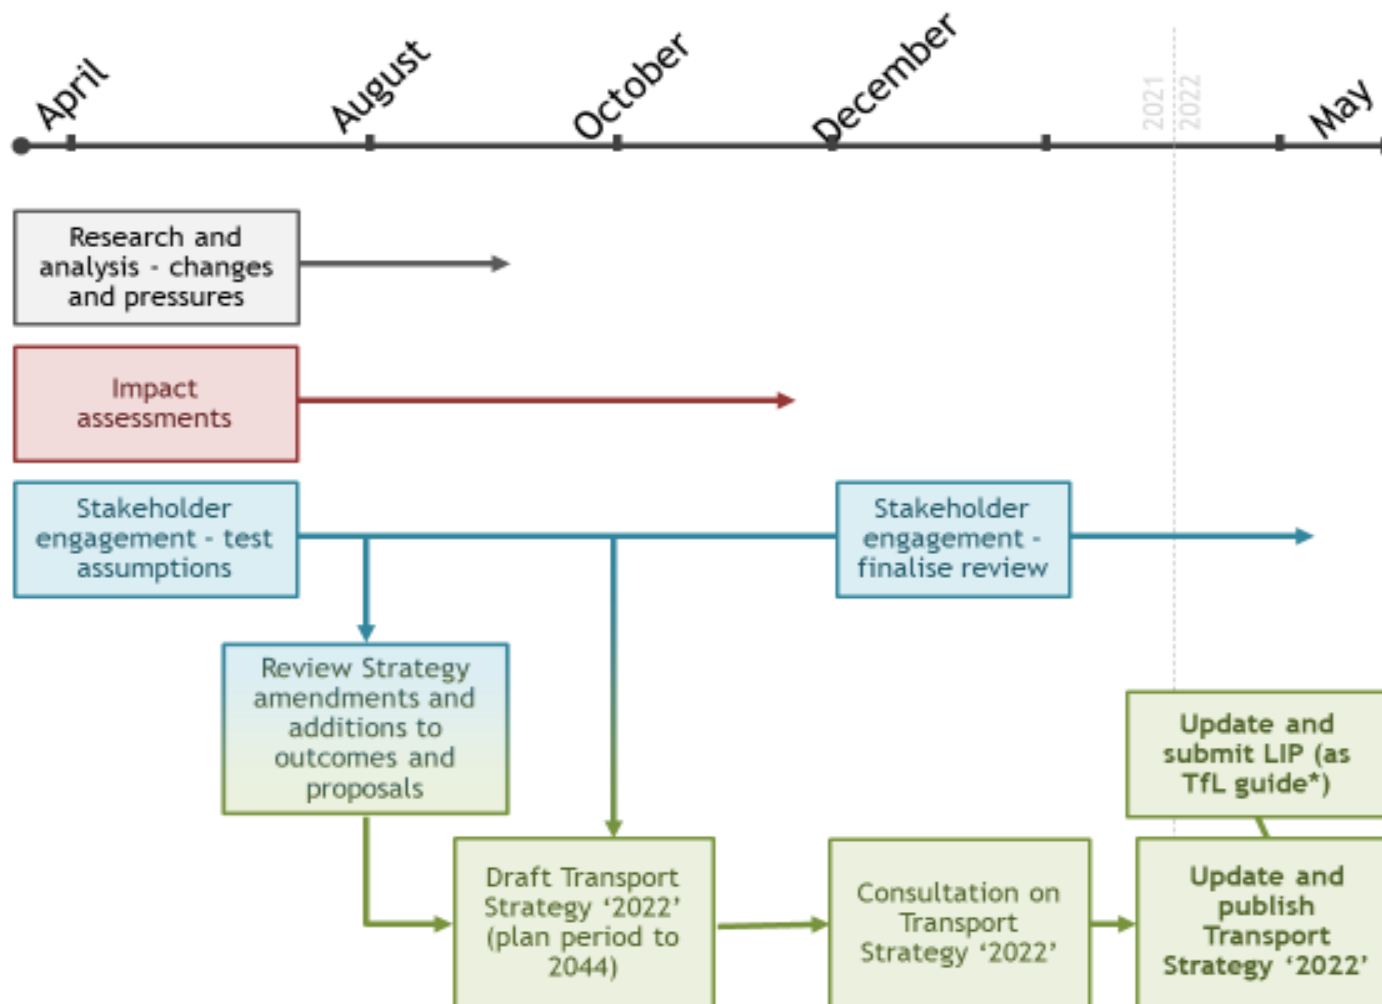 April
August
October
December
2021
2022
May
Research and
analysis - changes
and pressures
Impact
assessments
Stakeholder
engagement - test
assumptions
Stakeholder
engagement -
finalise review
Review Strategy
amendments and
additions to
outcomes and
proposals
Update and
submit LIP (as
TfL guide*)
Draft Transport
Strategy ‘2022’
(plan period to
2044)
Consultation on
Transport
Strategy ‘2022’
Update and
publish
Transport
Strategy ‘2022’